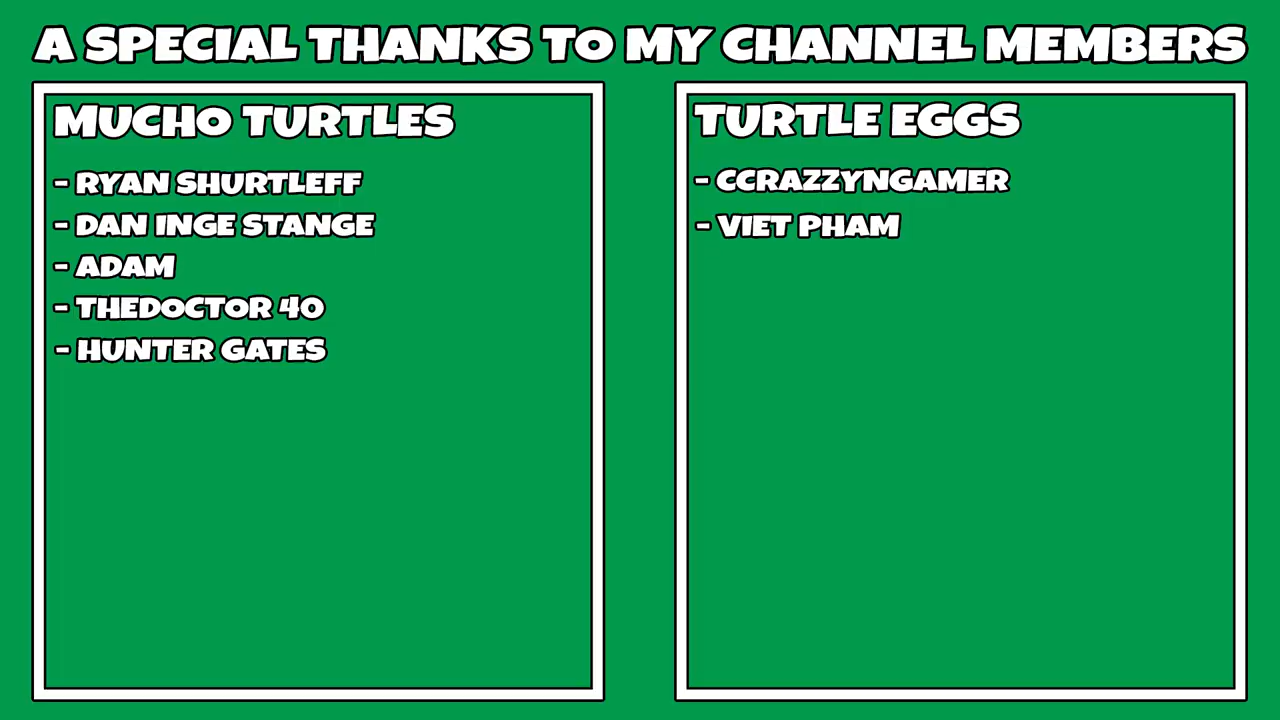 A SPECIAL THANKS TO MY CHANNEL MEMBERS
MUCHO TURTLES
- RYAN SHURTLEFF
- DAN INGE STANGE
- ADAM
- THEDOCTOR 40
- HUNTER GATES
TURTLE EGGS
- CCRAZZYNGAMER
- VIET PHAM